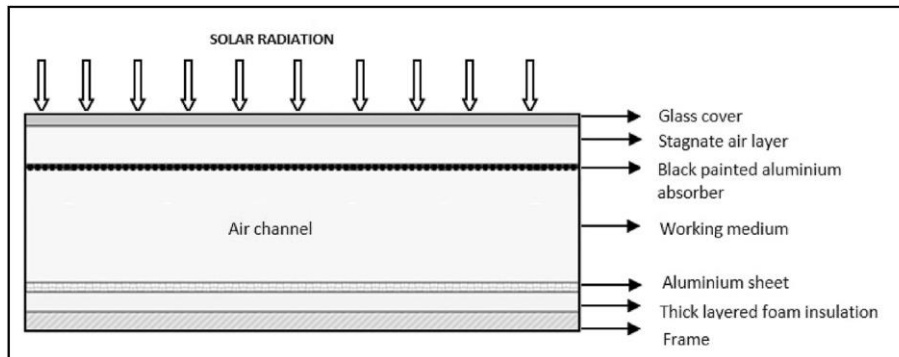 SOLAR RADIATION
Glass cover
Stagnate air layer
Black painted aluminium
absorber
Air channel
Working medium
Aluminium sheet
Thick layered foam insulation
Frame